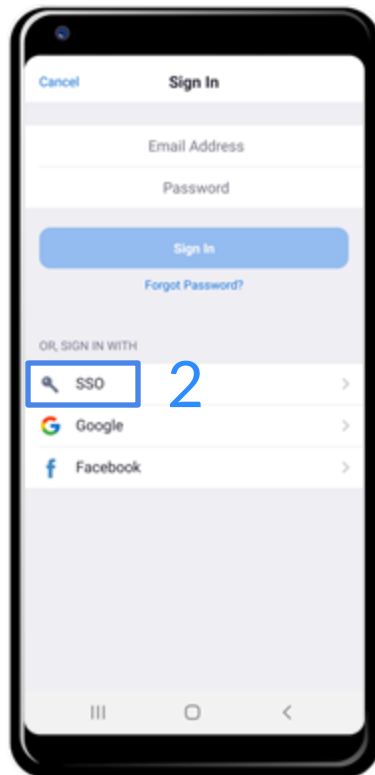 Cancel Sign In
Email Address
Password
Sign In
Forgot Password?
OR, SIGN IN WITH
SSO 2
Google
Facebook